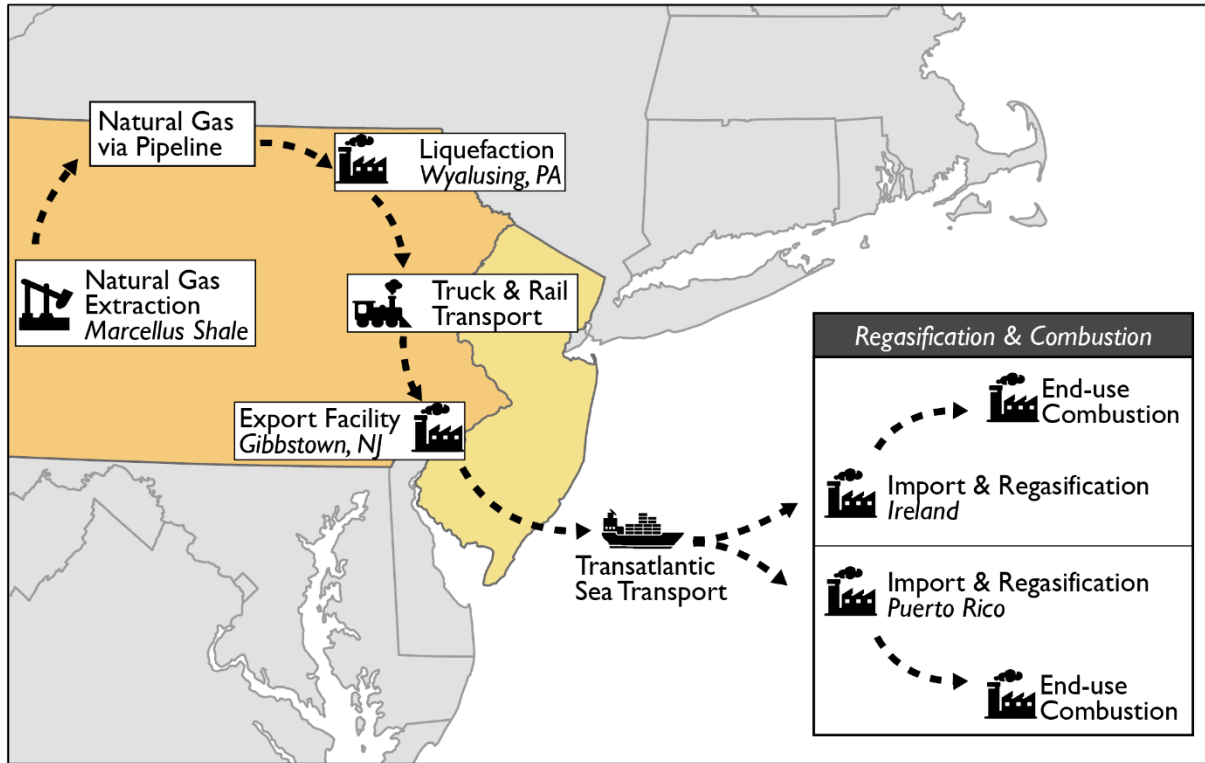 Natural Gas
via Pipeline
Liquefaction
Wyalusing, PA
Natural Gas
Extraction
Marcellus Shale
Truck & Rail
Transport
Export Facility
Gibbstown, NJ
Transatlantic
Sea Transport
Regasification & Combustion
End-use
Combustion
Import & Regasification
Ireland
Import & Regasification
Puerto Rico
End-use
Combustion